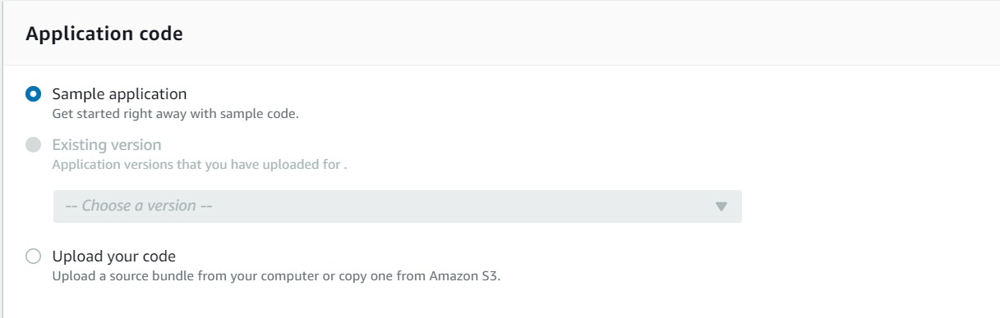 Application code
Sample application
Get started right away with sample code.
Existing version
Application versions that you have uploaded for .
-- Choose a version --
Upload your code
Upload a source bundle from your computer or copy one from Amazon S3.